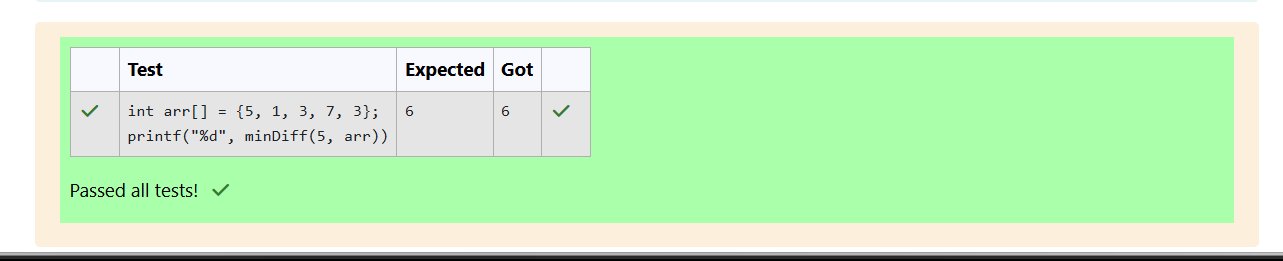 Test Expected Got
int arr[] = {5, 1, 3, 7, 3}; 6 6
printf("%d", minDiff(5, arr))
Passed all tests!